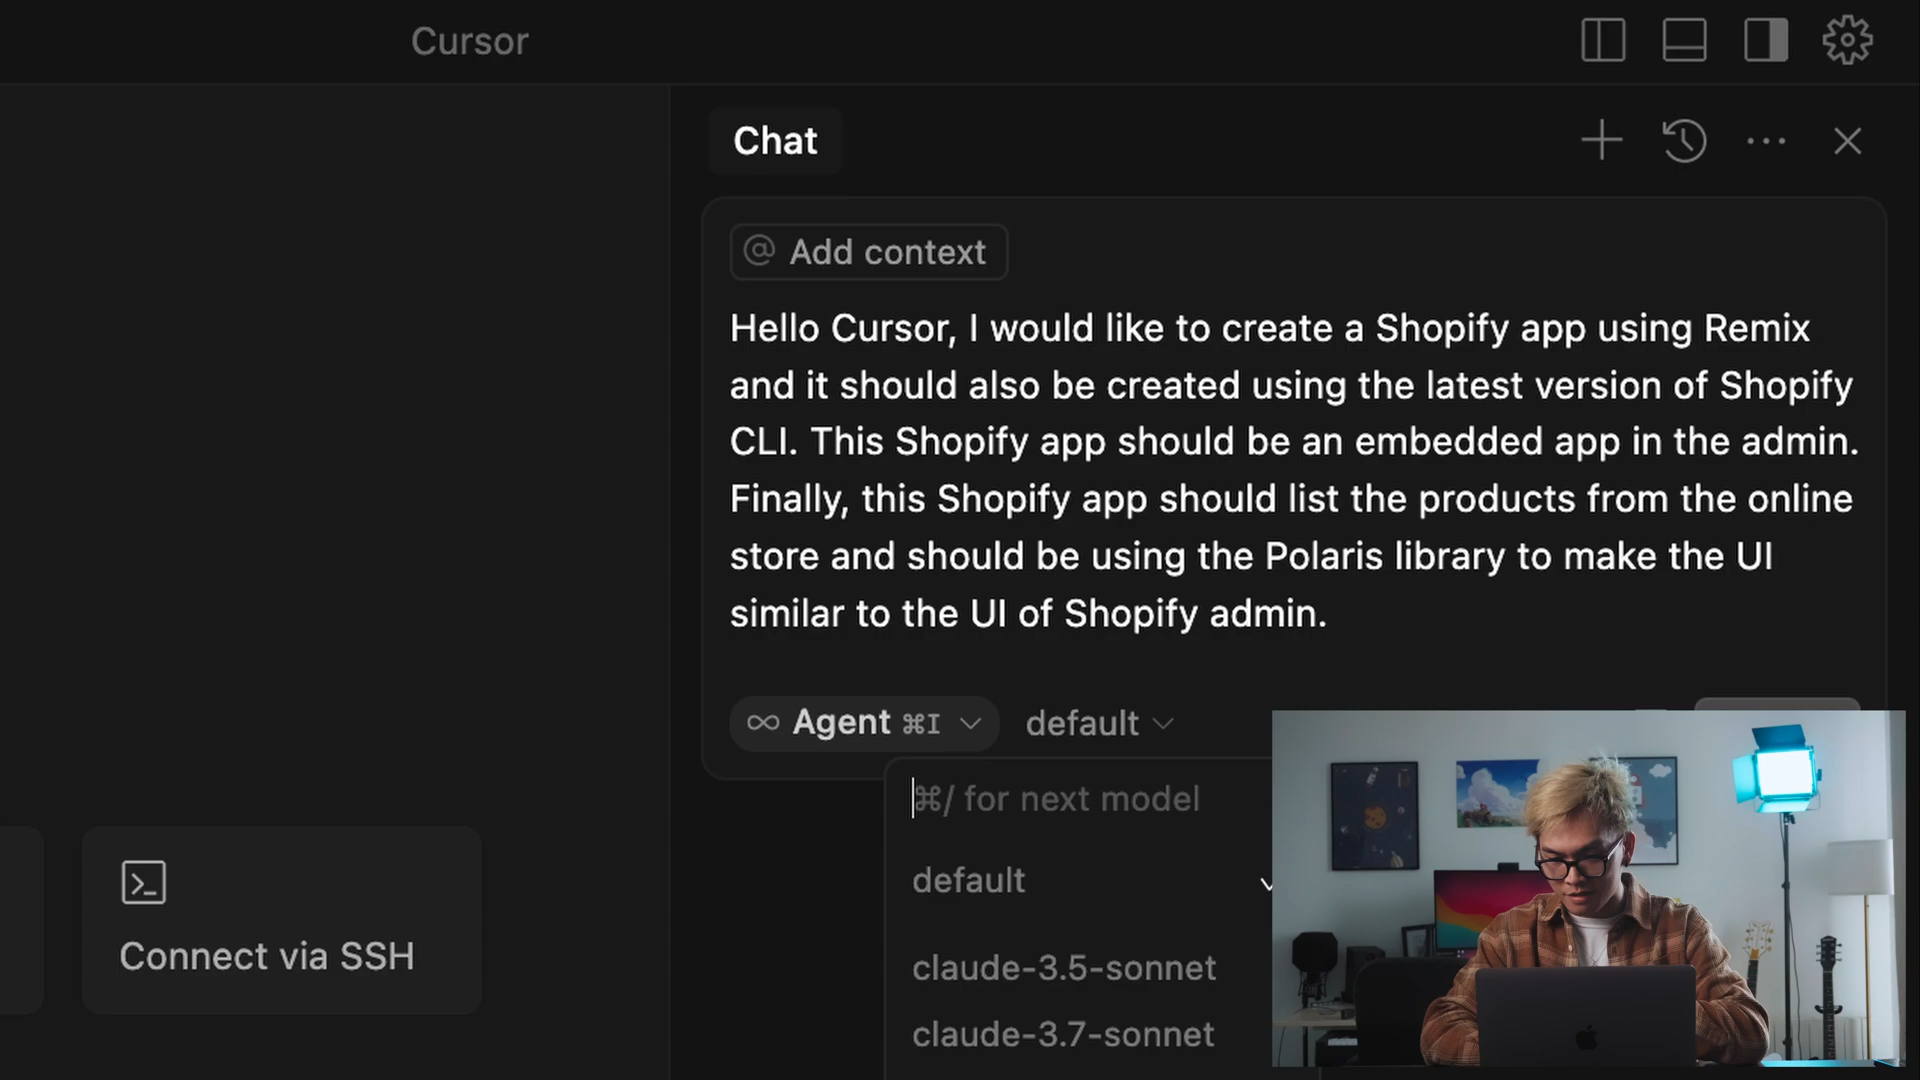 Cursor
Chat
@ Add context
Hello Cursor, I would like to create a Shopify app using Remix
and it should also be created using the latest version of Shopify
CLI. This Shopify app should be an embedded app in the admin.
Finally, this Shopify app should list the products from the online
store and should be using the Polaris library to make the UI
similar to the UI of Shopify admin.
∞ Agent ⌘I default
⌘/ for next model
default
claude-3.5-sonnet
claude-3.7-sonnet
Connect via SSH